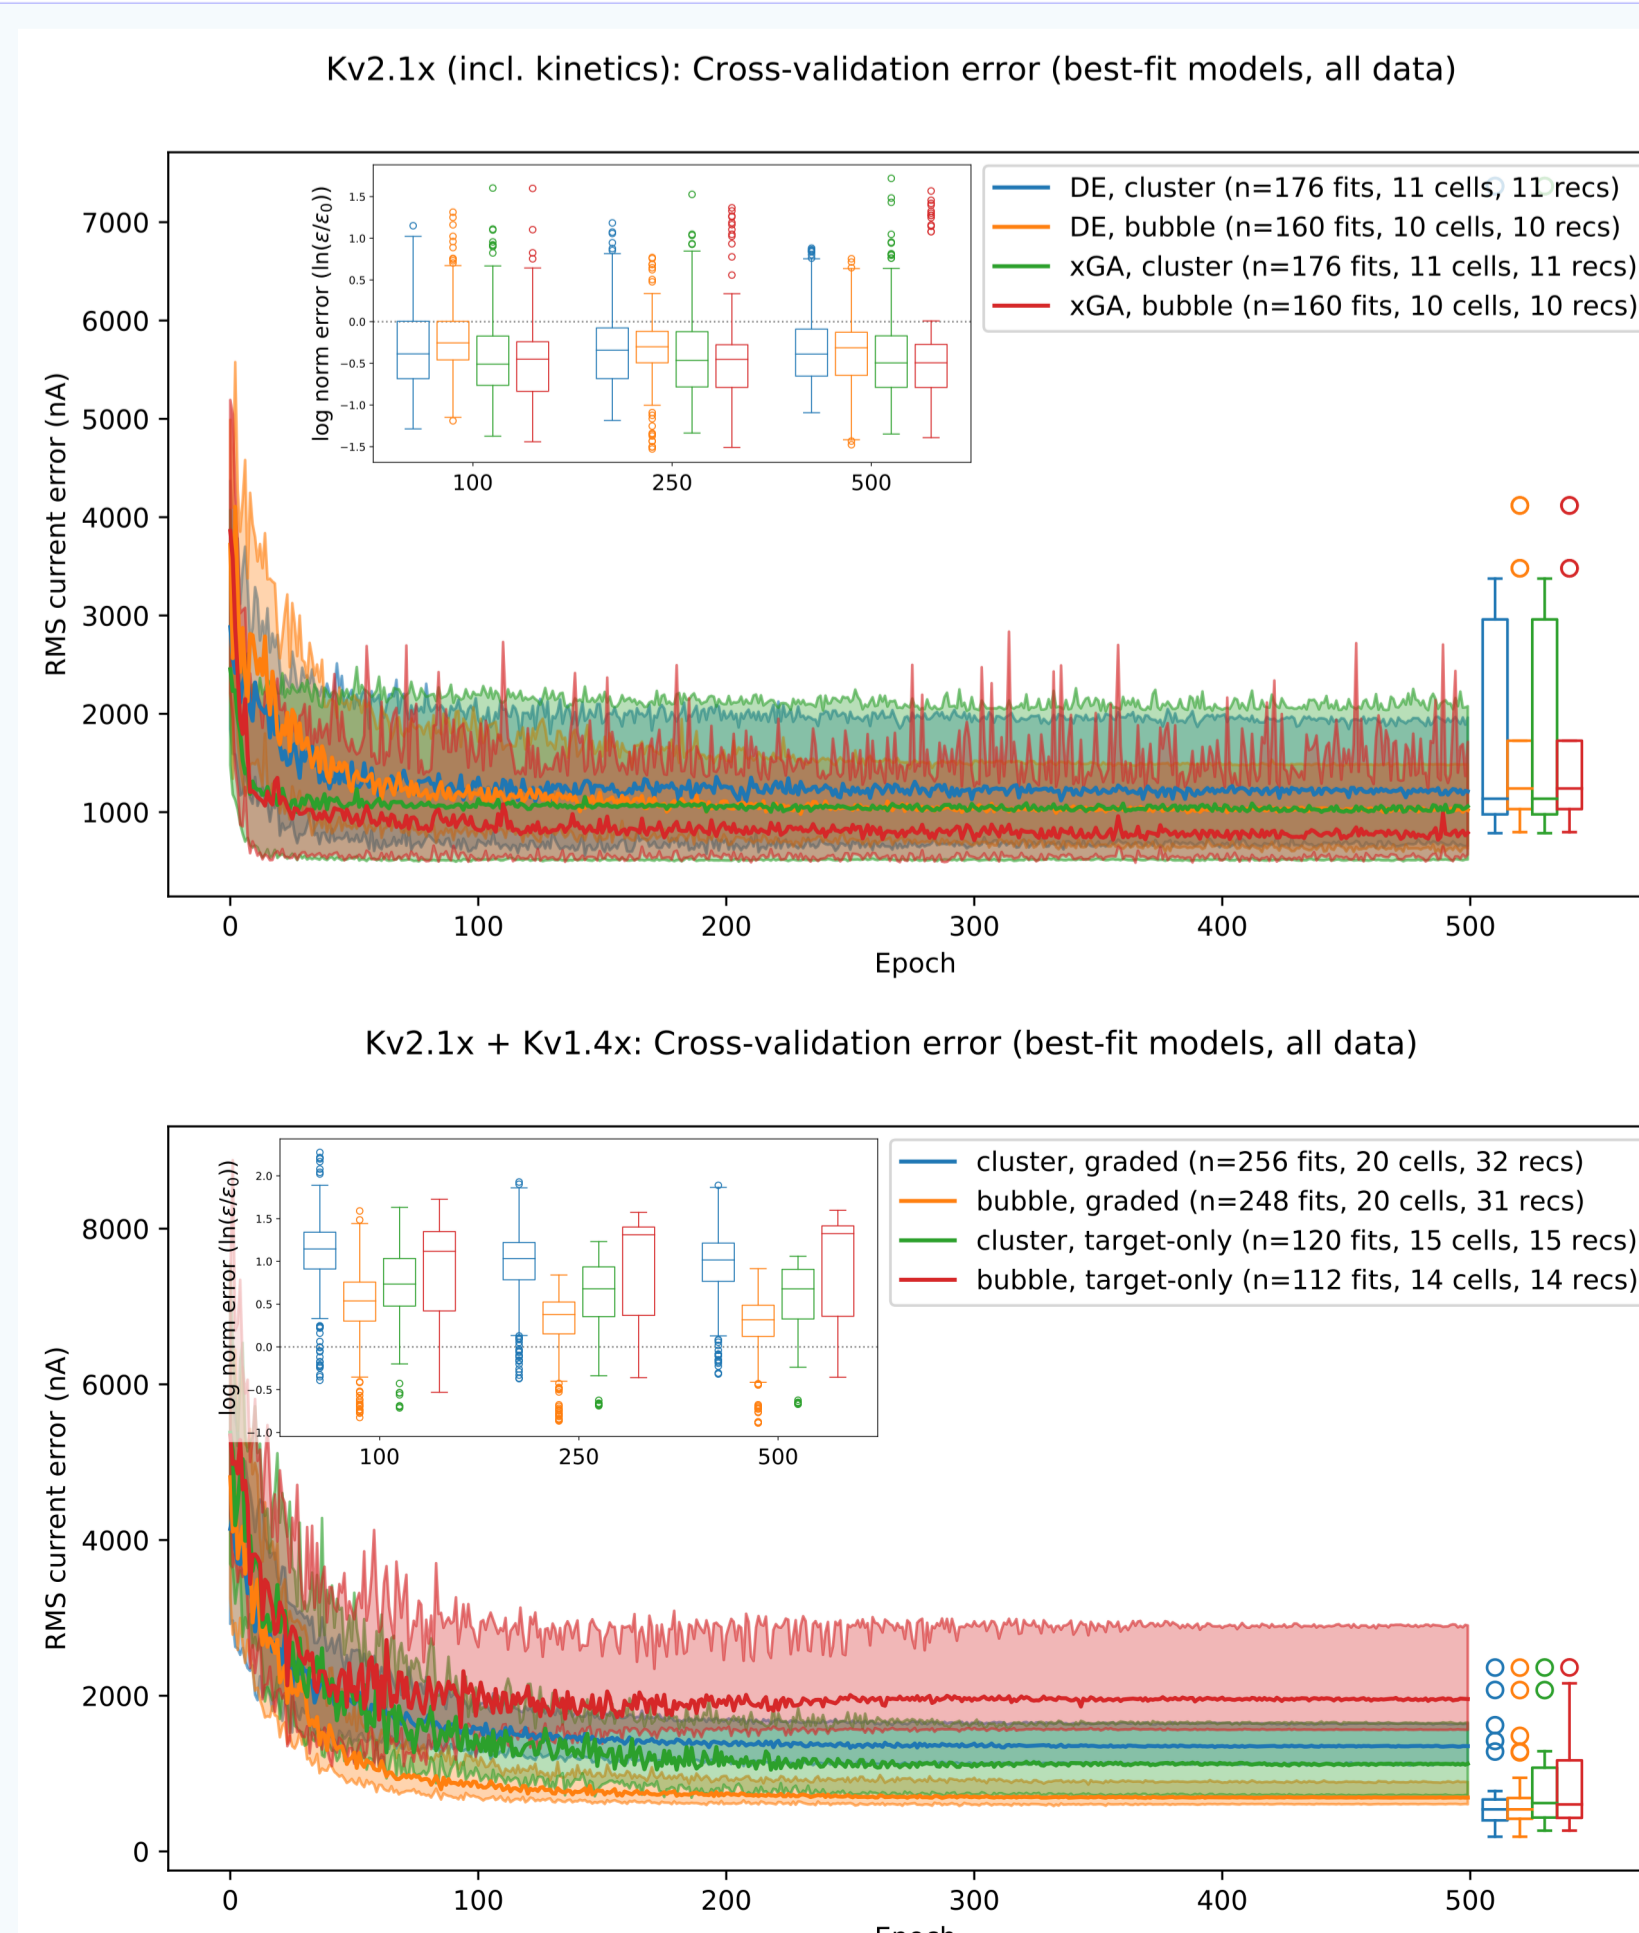 Kv2.1x (incl. kinetics): Cross-validation error (best-fit models, all data)
RMS current error (nA)
7000
6000
5000
4000
3000
2000
1000
log norm error (ln(ε/ε₀))
1.5
1.0
0.5
0.0
−0.5
−1.0
−1.5
100 250 500
DE, cluster (n=176 fits, 11 cells, 11 recs)
DE, bubble (n=160 fits, 10 cells, 10 recs)
xGA, cluster (n=176 fits, 11 cells, 11 recs)
xGA, bubble (n=160 fits, 10 cells, 10 recs)
0 100 200 300 400 500
Epoch
Kv2.1x + Kv1.4x: Cross-validation error (best-fit models, all data)
RMS current error (nA)
8000
6000
4000
2000
0
log norm error (ln(ε/ε₀))
2.0
1.5
1.0
0.5
0.0
−0.5
−1.0
100 250 500
cluster, graded (n=256 fits, 20 cells, 32 recs)
bubble, graded (n=248 fits, 20 cells, 31 recs)
cluster, target-only (n=120 fits, 15 cells, 15 recs)
bubble, target-only (n=112 fits, 14 cells, 14 recs)
0 100 200 300 400 500
Epoch